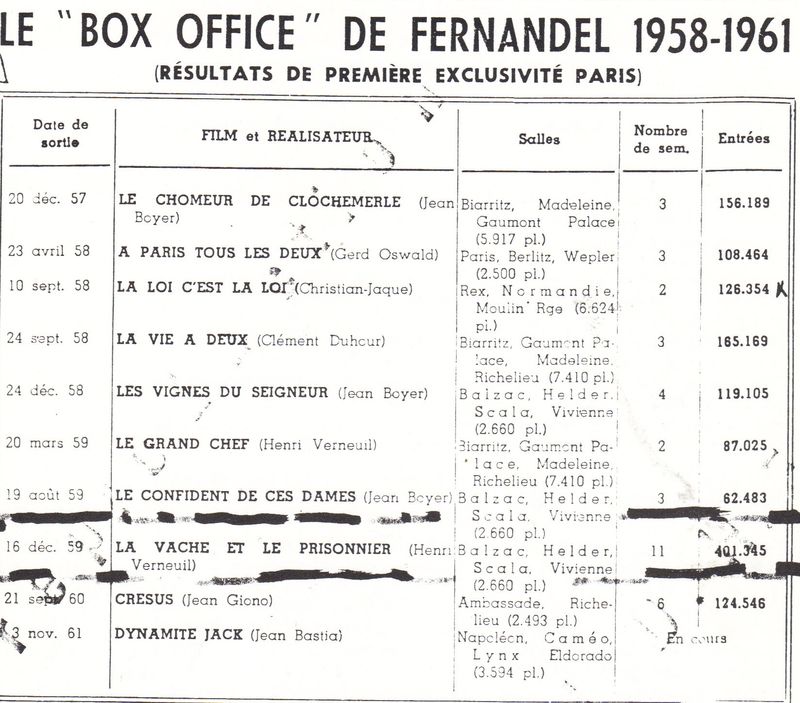 LE "BOX OFFICE" DE FERNANDEL 1958-1961
(RÉSULTATS DE PREMIÈRE EXCLUSIVITÉ PARIS)
Date de sortie FILM et REALISATEUR Salles Nombre de sem. Entrées
20 déc. 57 LE CHOMEUR DE CLOCHEMERLE (Jean Biarritz, Madeleine, 3 156.189
Boyer) Gaumont Palace
(5.917 pl.)
23 avril 58 A PARIS TOUS LES DEUX (Gerd Oswald) Paris, Berlitz, Wepler 3 108.464
(2.500 pl.)
10 sept. 58 LA LOI C'EST LA LOI (Christian-Jaque) Rex, Normandie, 2 126.354
Moulin Rge (6.624
pl.)
24 sept. 58 LA VIE A DEUX (Clément Duhour) Biarritz, Gaumont Pa- 3 165.169
lace, Madeleine,
Richelieu (7.410 pl.)
24 déc. 58 LES VIGNES DU SEIGNEUR (Jean Boyer) Balzac, Helder, 4 119.105
Scala, Vivienne
(2.660 pl.)
20 mars 59 LE GRAND CHEF (Henri Verneuil) Biarritz, Gaumont Pa- 2 87.025
lace, Madeleine,
Richelieu (7.410 pl.)
19 août 59 LE CONFIDENT DE CES DAMES (Jean Boyer) Balzac, Helder, 3 62.483
Scala, Vivienne
(2.660 pl.)
16 déc. 59 LA VACHE ET LE PRISONNIER (Henri Balzac, Helder, 11 401.345
Verneuil) Scala, Vivienne
(2.660 pl.)
21 sept. 60 CRESUS (Jean Giono) Ambassade, Riche- 6 124.546
lieu (2.493 pl.)
3 nov. 61 DYNAMITE JACK (Jean Bastia) Napoléon, Caméo, En cours
Lynx Eldorado
(3.594 pl.)